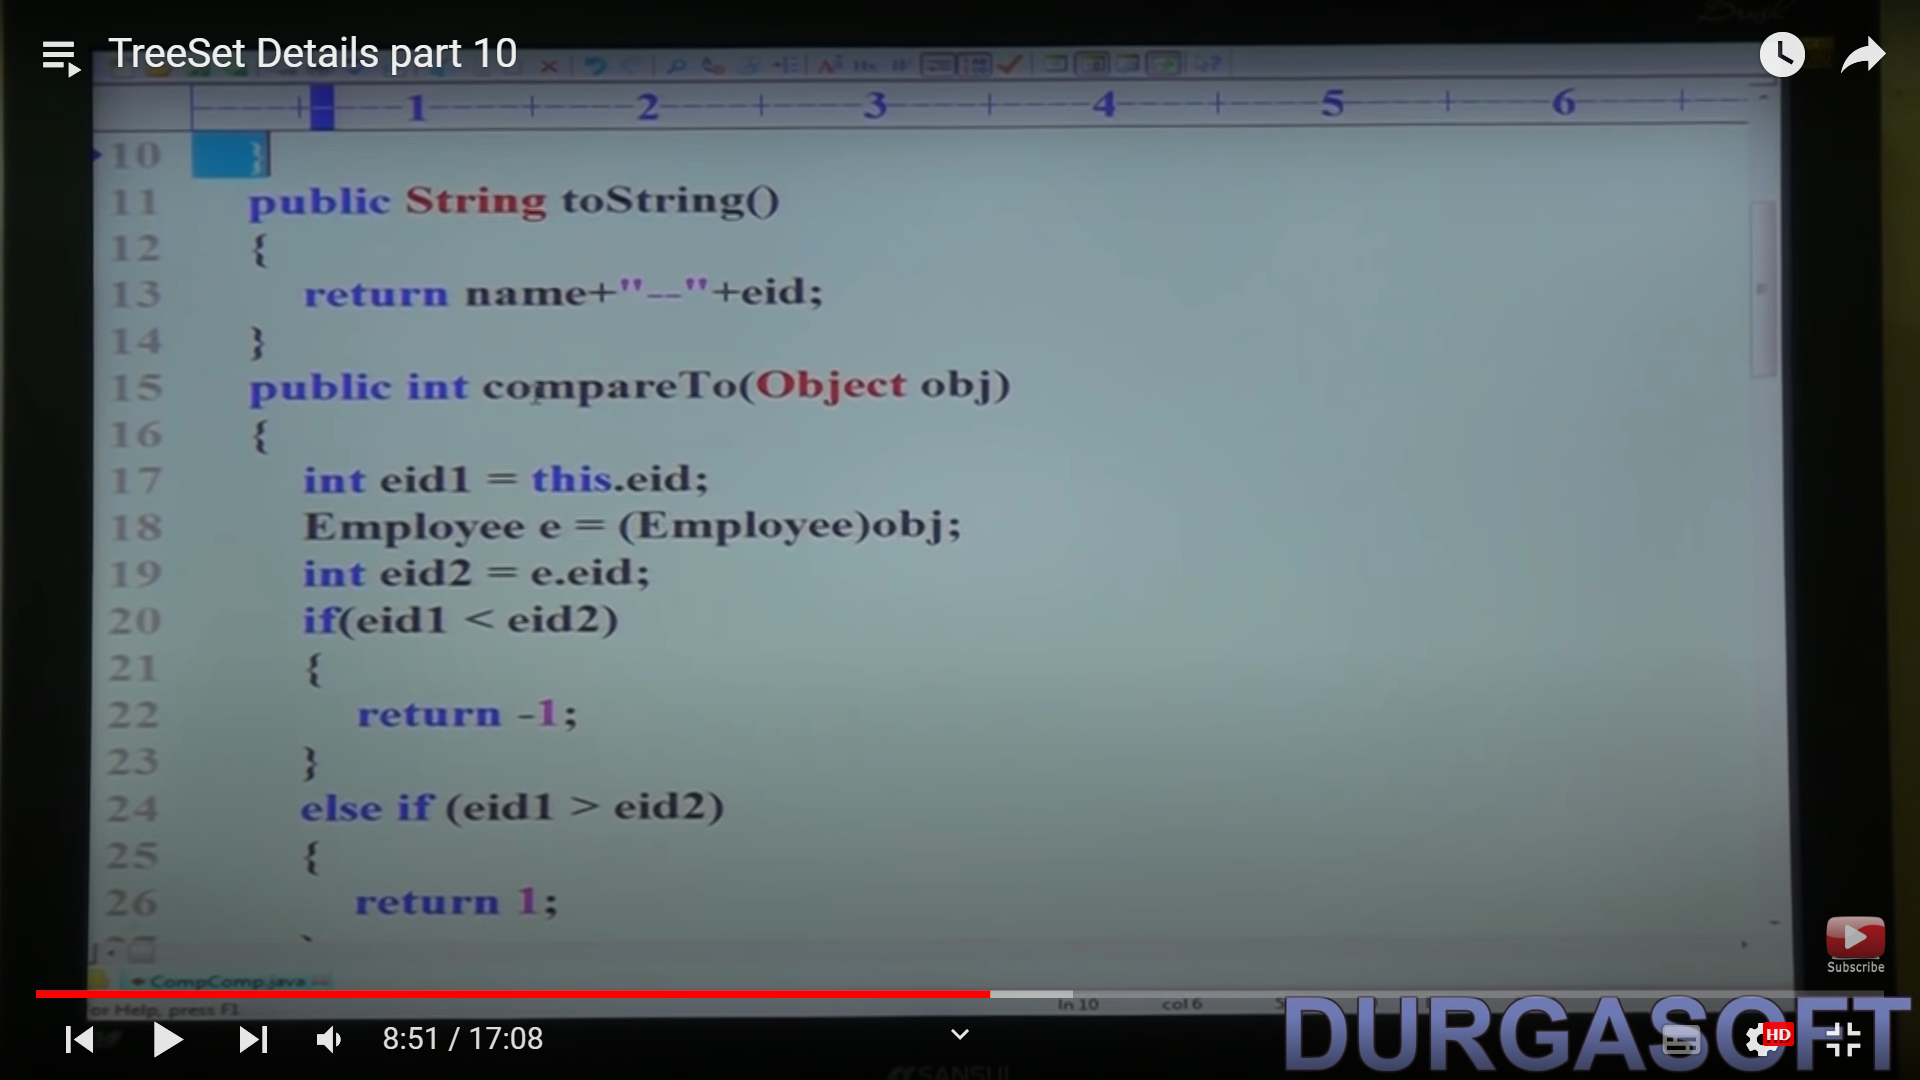 TreeSet Details part 10
1 2 3 4 5 6
10 }
11 public String toString()
12 {
13 return name+"--"+eid;
14 }
15 public int compareTo(Object obj)
16 {
17 int eid1 = this.eid;
18 Employee e = (Employee)obj;
19 int eid2 = e.eid;
20 if(eid1 < eid2)
21 {
22 return -1;
23 }
24 else if (eid1 > eid2)
25 {
26 return 1;
Subscribe
CompComp.java
or Help, press F1 ln 10 col 6
DURGASOFT
8:51 / 17:08 HD
SANSUI